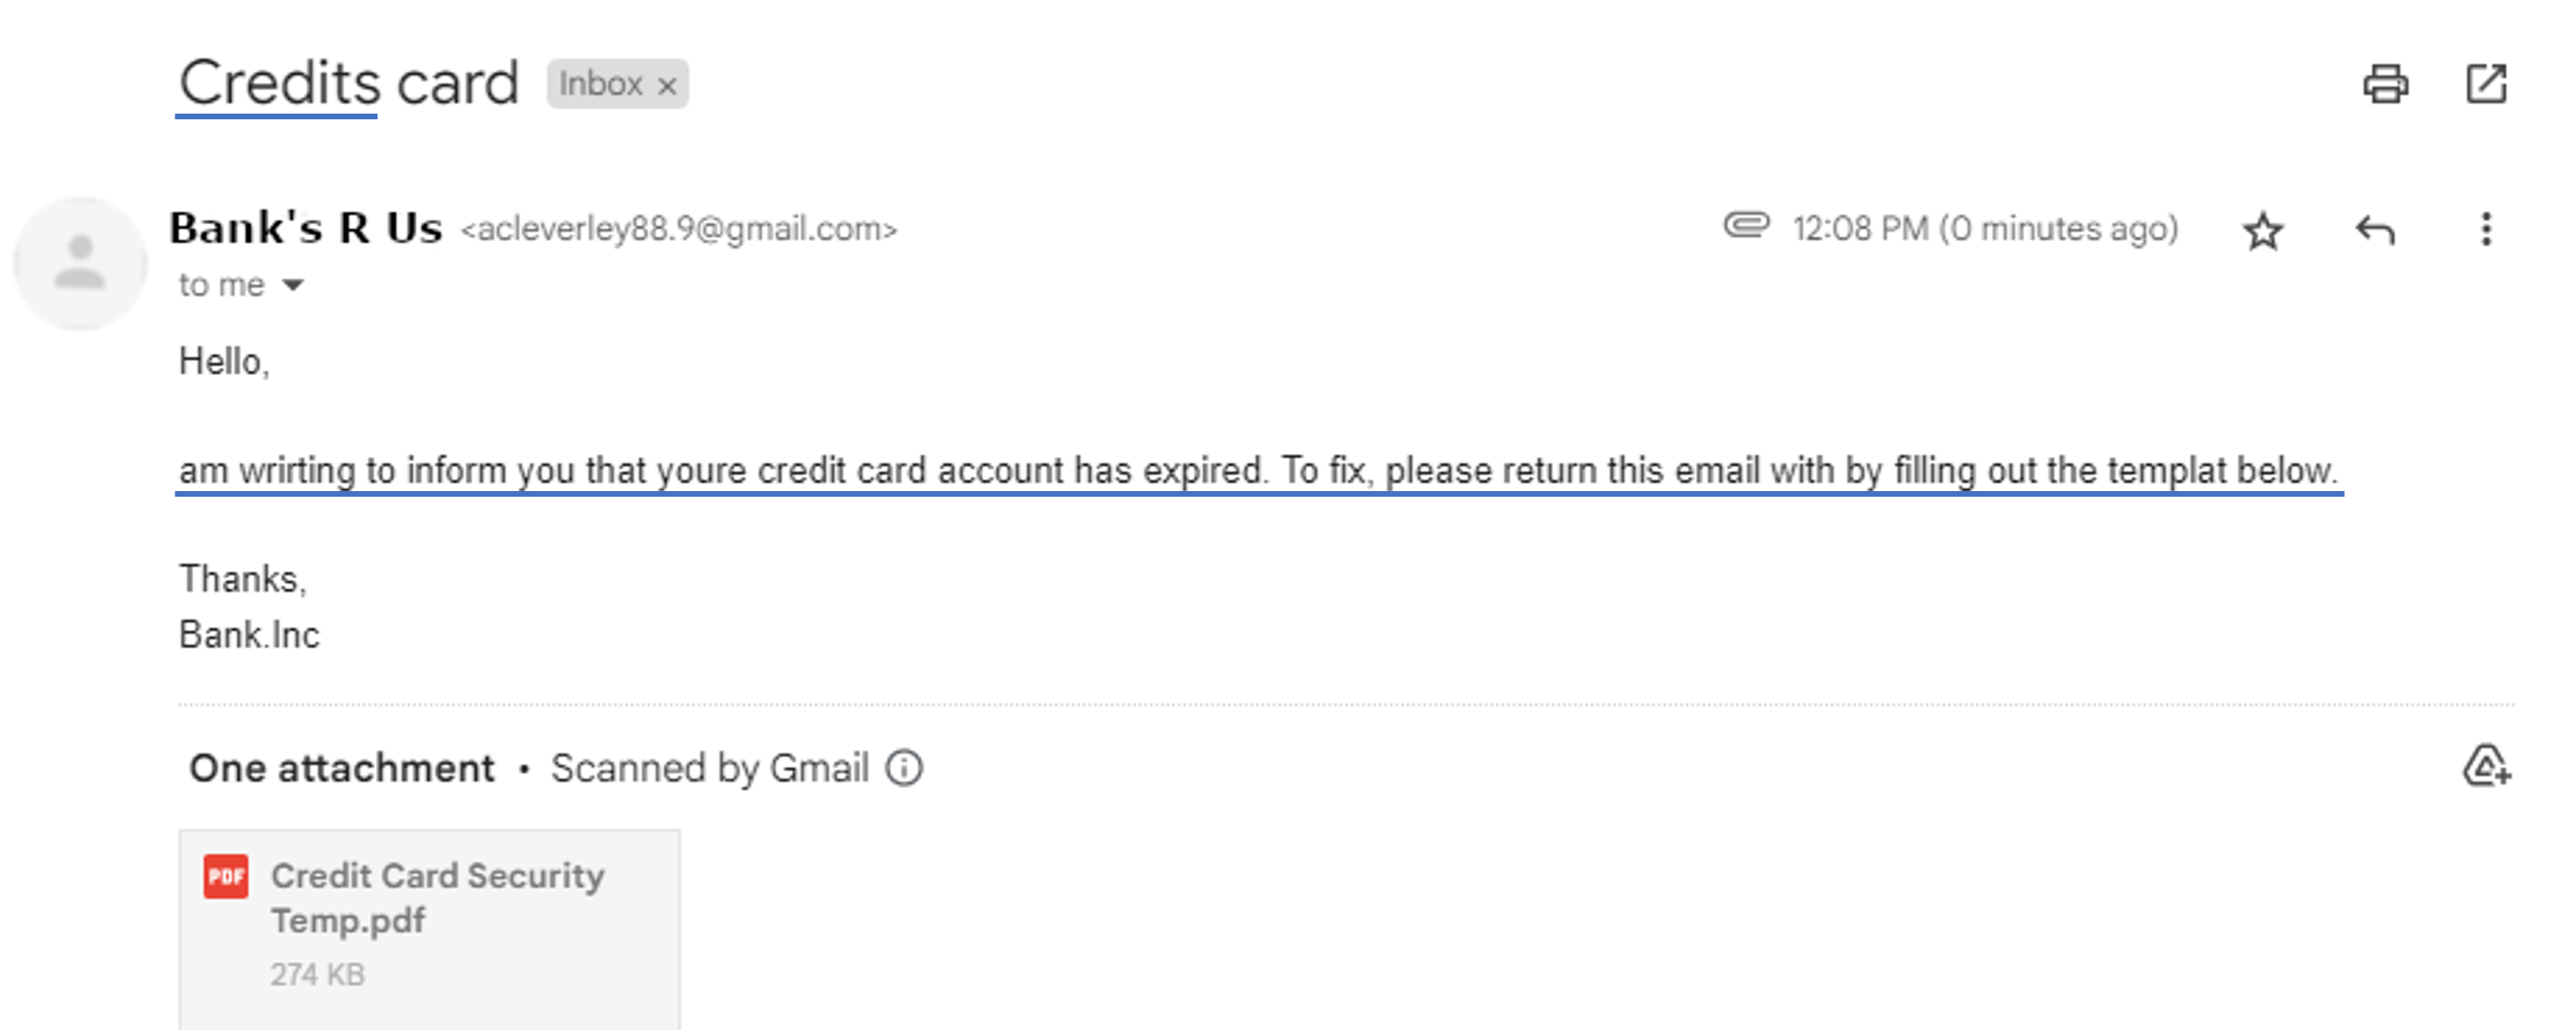 Credits card Inbox ×
Bank's R Us <acleverley88.9@gmail.com> 12:08 PM (0 minutes ago)
to me
Hello,
am wrirting to inform you that youre credit card account has expired. To fix, please return this email with by filling out the templat below.
Thanks,
Bank.Inc
One attachment • Scanned by Gmail
PDF Credit Card Security
Temp.pdf
274 KB